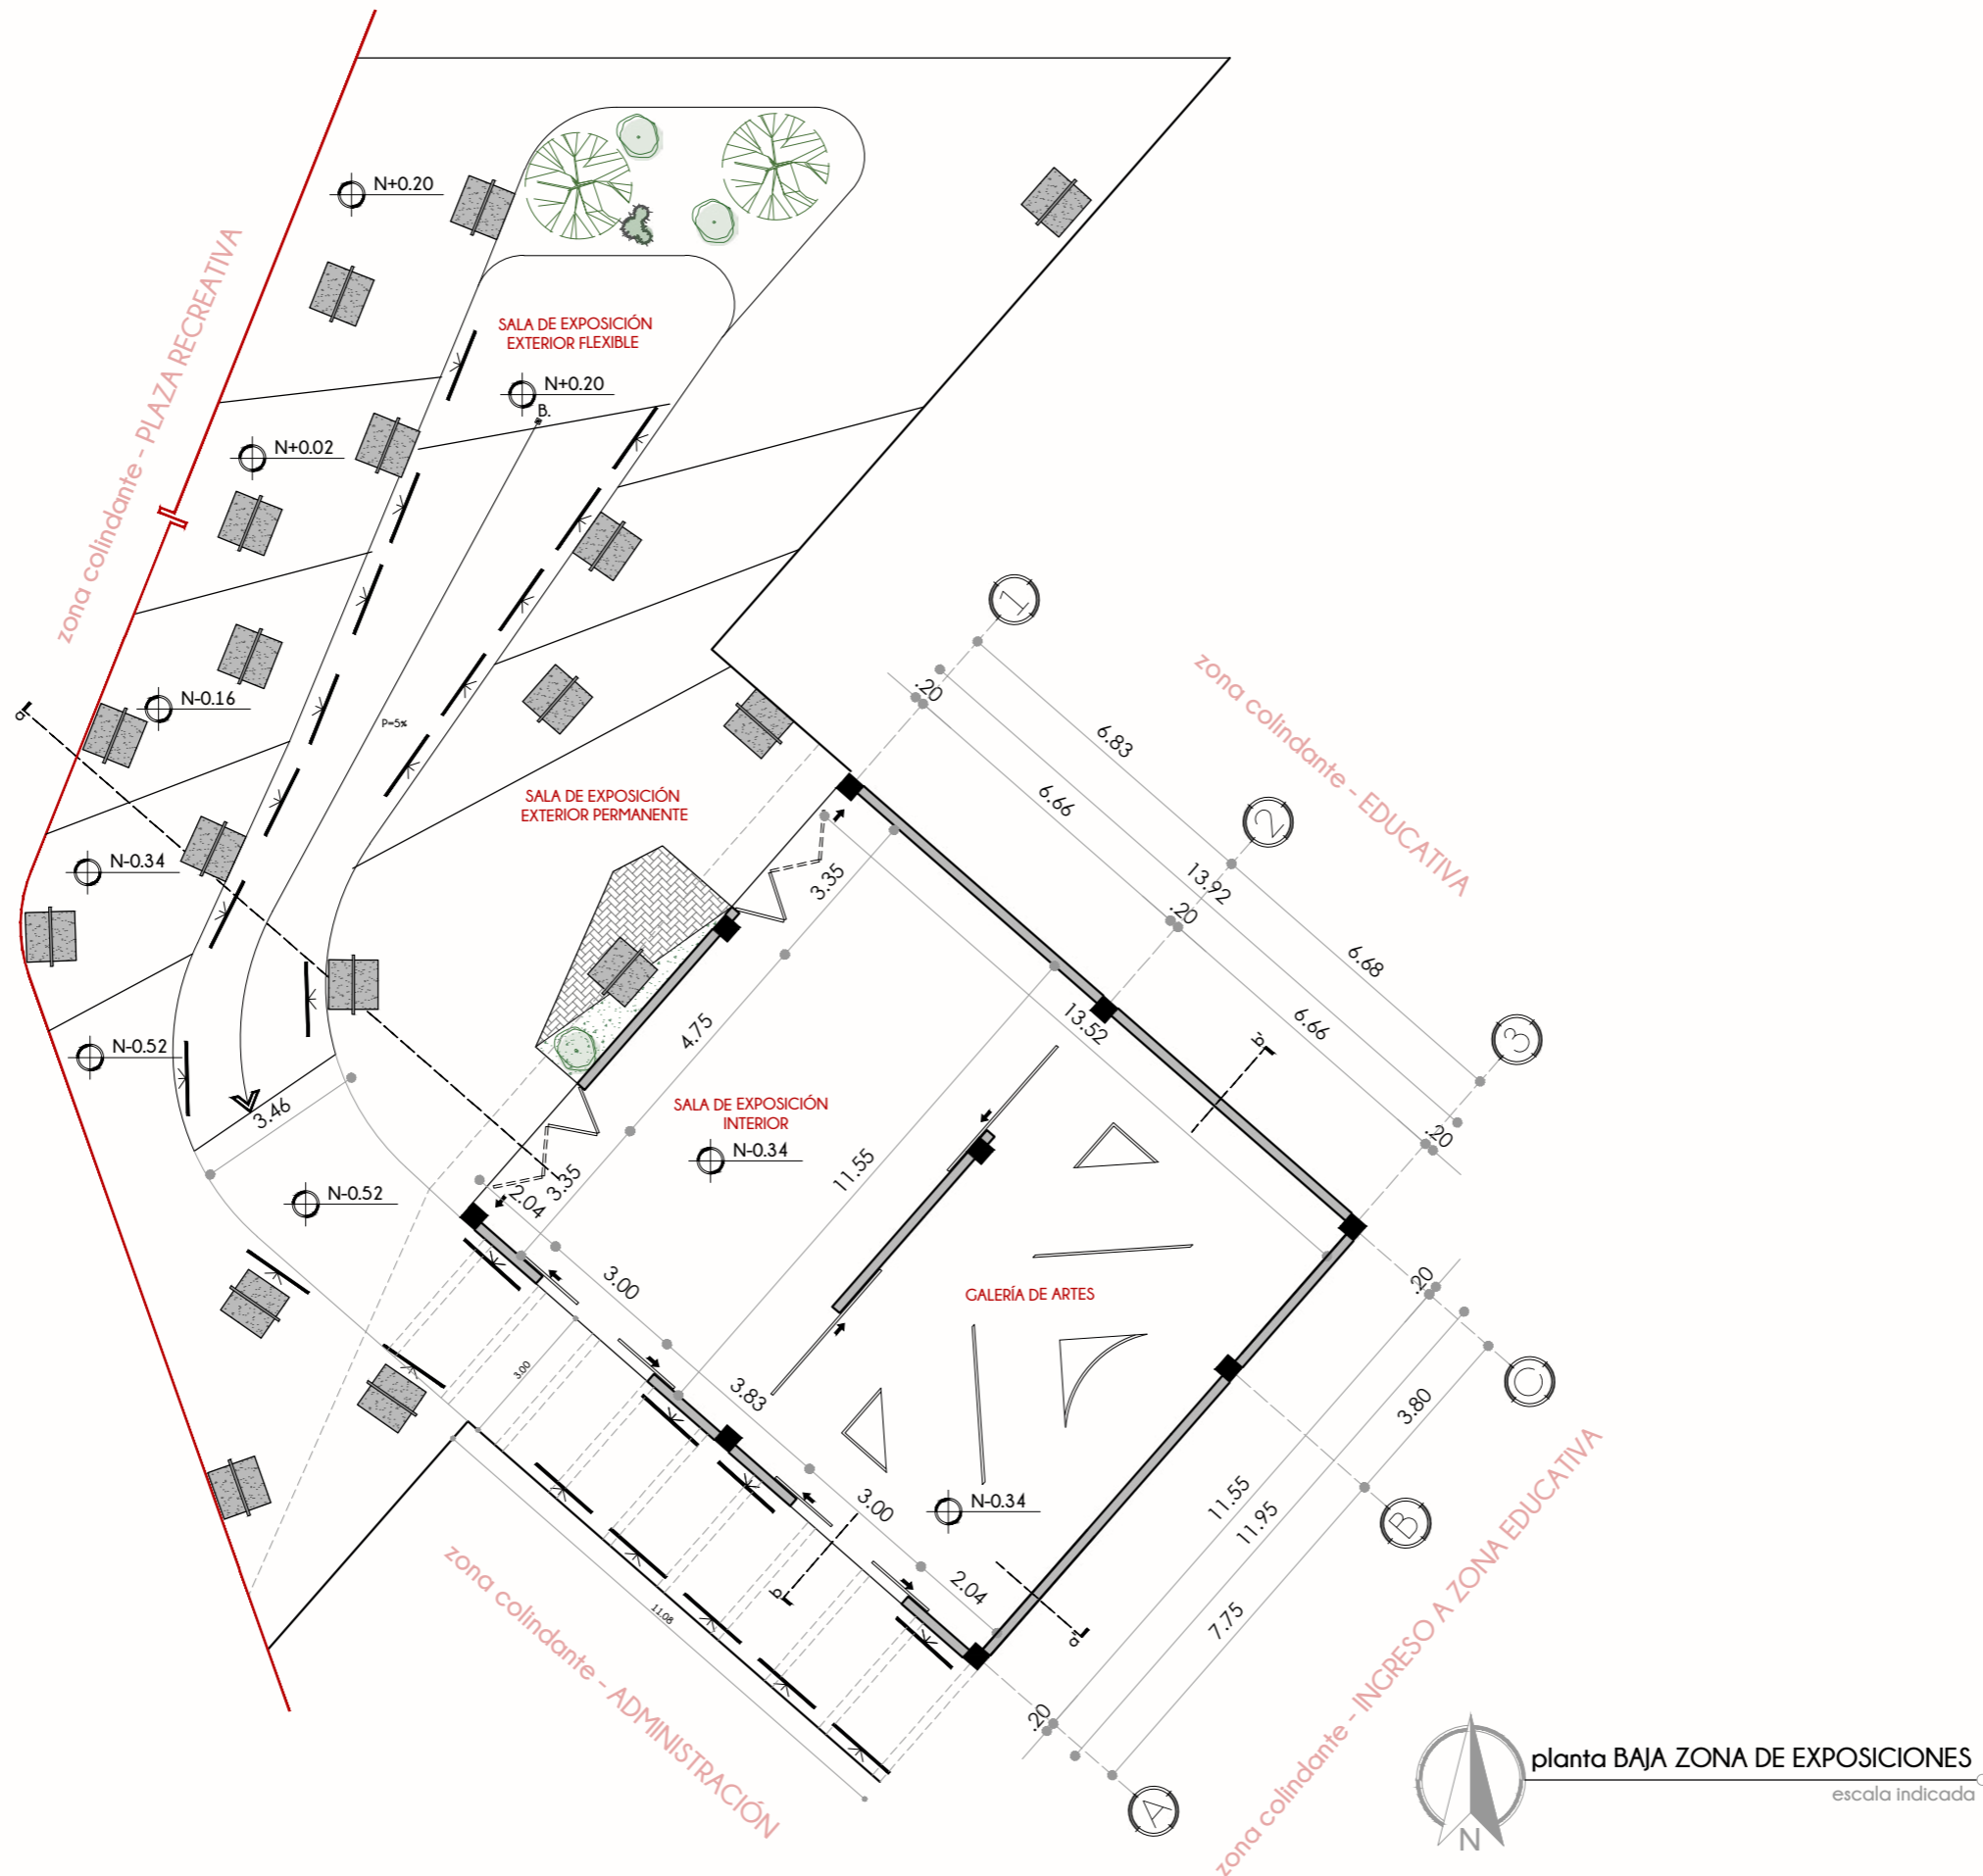 N+0.20
zona colindante - PLAZA RECREATIVA
SALA DE EXPOSICIÓN
EXTERIOR FLEXIBLE
N+0.20
B.
N+0.02
1
zona colindante - EDUCATIVA
.20
6.83
N-0.16
a
P=5%
6.66
2
SALA DE EXPOSICIÓN
EXTERIOR PERMANENTE
13.92
N-0.34
3.35
.20
6.68
4.75
13.52
6.66
3
b'
N-0.52
3.46
SALA DE EXPOSICIÓN
INTERIOR
N-0.34
.20
11.55
3.35
2.04
N-0.52
3.00
GALERÍA DE ARTES
.20
C
3.00
3.83
3.80
N-0.34
3.00
11.55
11.95
B
zona colindante - INGRESO A ZONA EDUCATIVA
b
2.04
7.75
11.08
a'
zona colindante - ADMINISTRACIÓN
.20
A
planta BAJA ZONA DE EXPOSICIONES
escala indicada
N